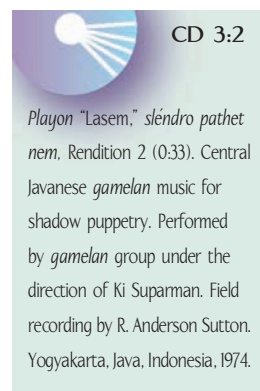 CD 3:2
Playon "Lasem," sléndro pathet
nem, Rendition 2 (0:33). Central
Javanese gamelan music for
shadow puppetry. Performed
by gamelan group under the
direction of Ki Suparman. Field
recording by R. Anderson Sutton.
Yogyakarta, Java, Indonesia, 1974.